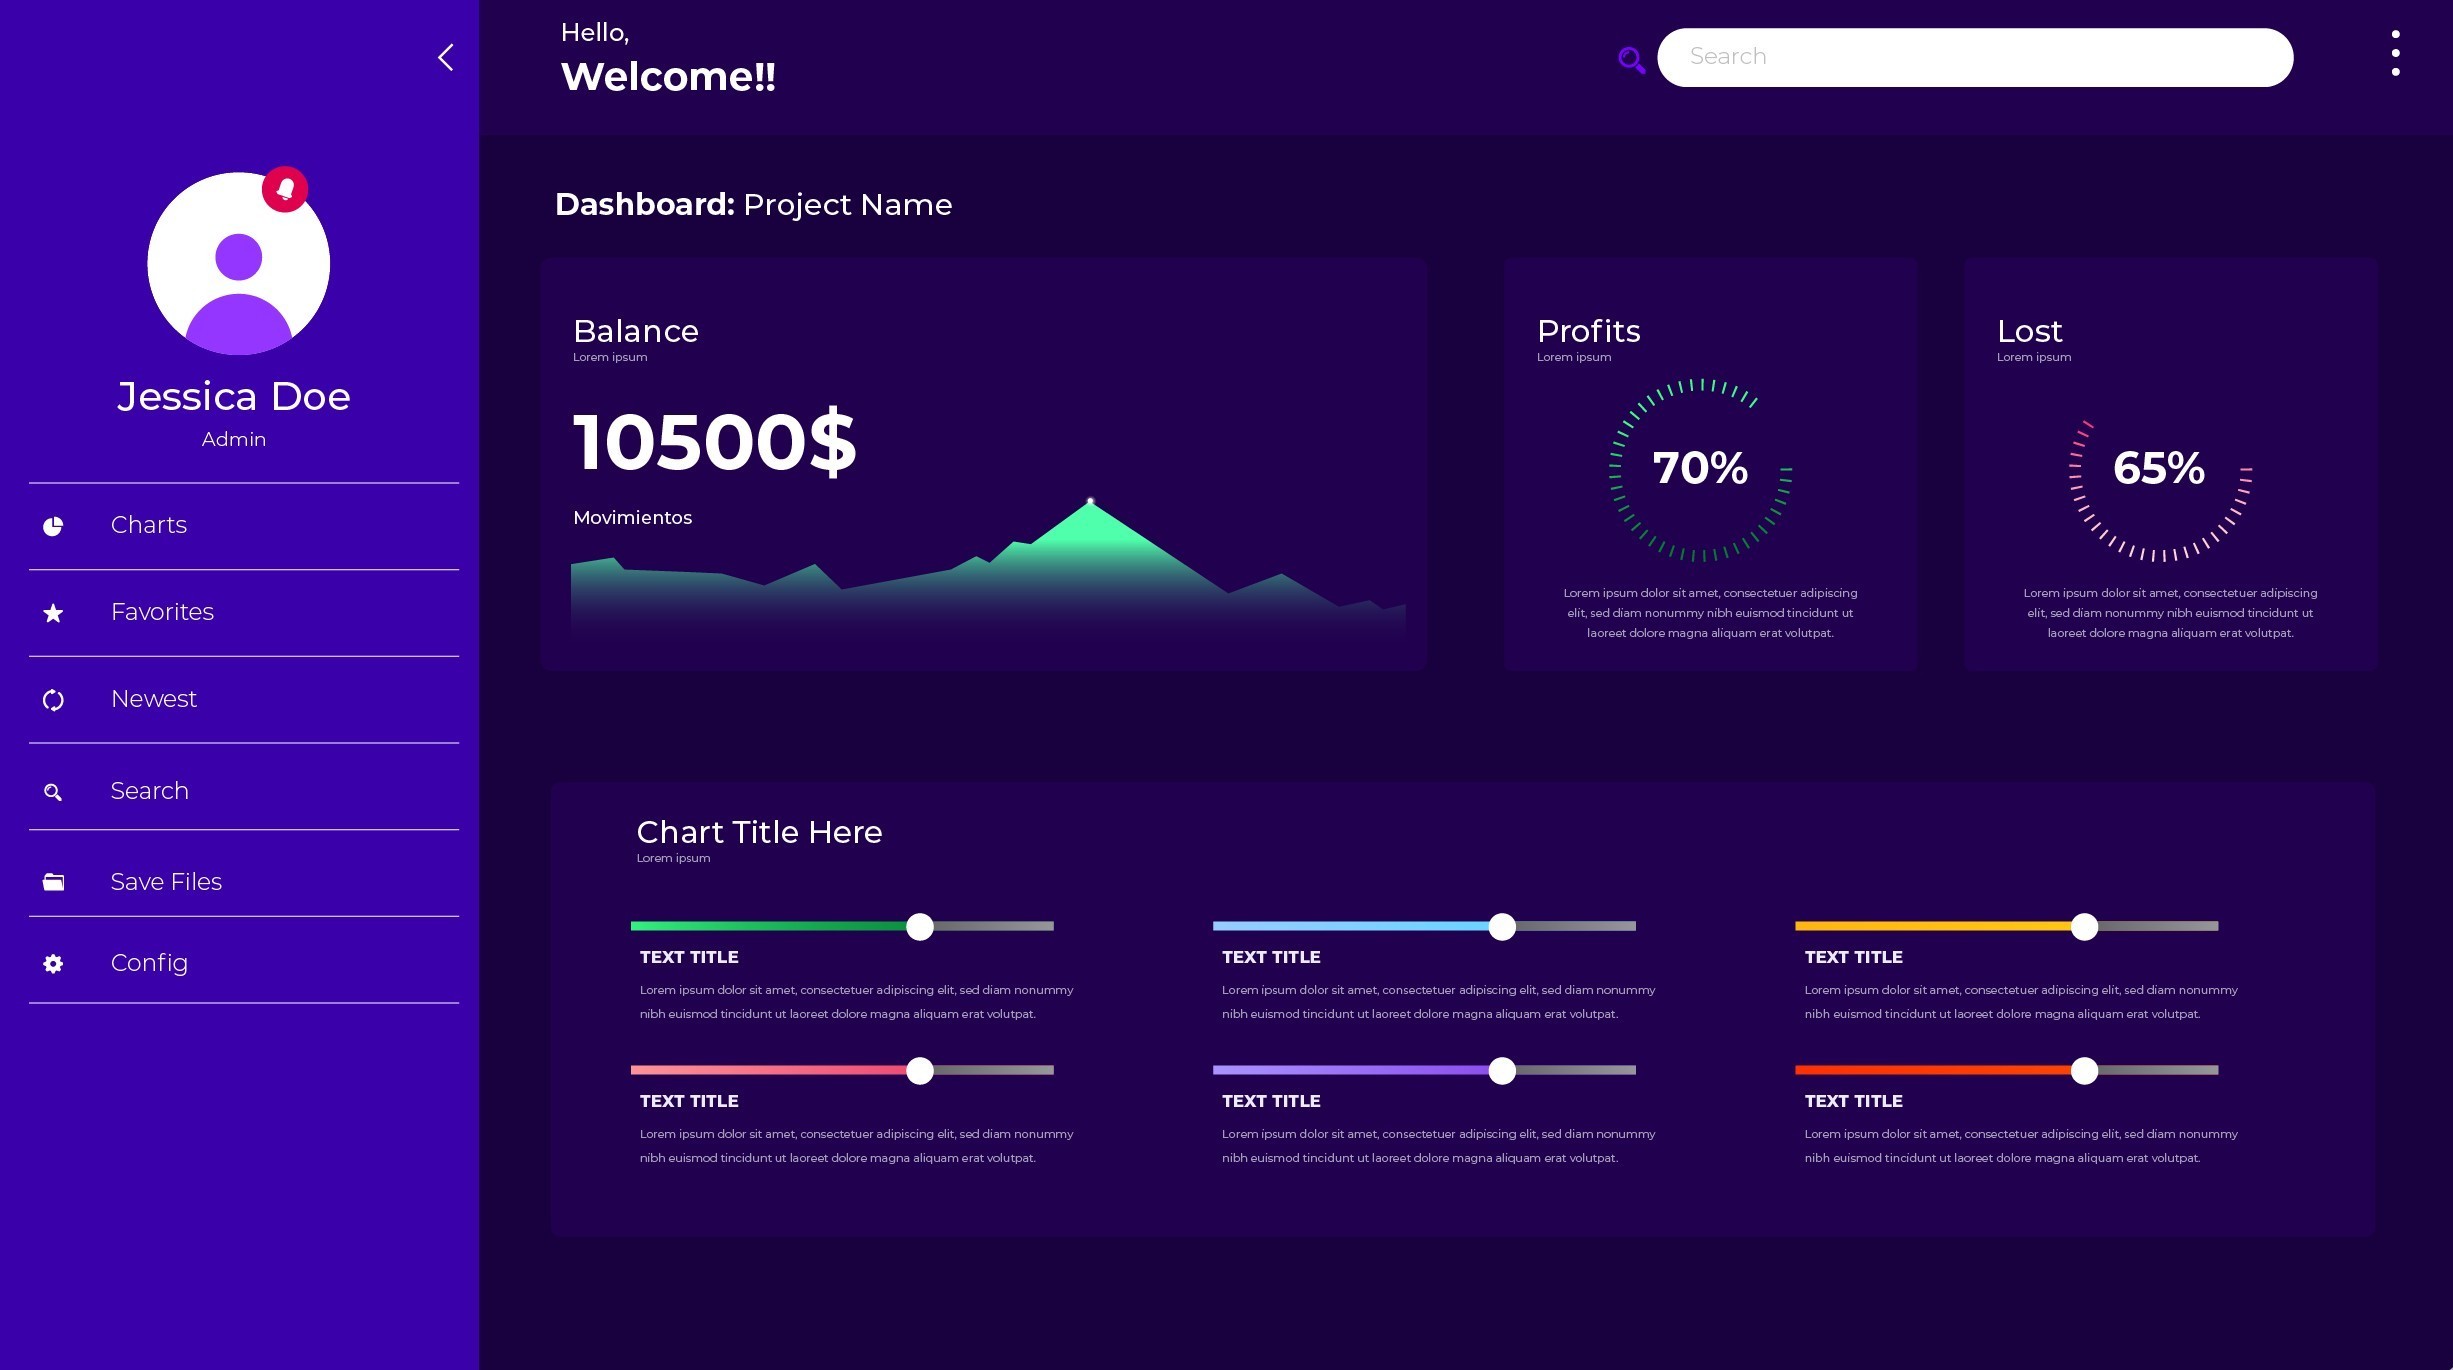 Hello,
Welcome!!
Search
Jessica Doe
Admin
Charts
Favorites
Newest
Search
Save Files
Config
Dashboard: Project Name
Balance
Lorem ipsum
10500$
Movimientos
Profits
Lorem ipsum
70%
Lorem ipsum dolor sit amet, consectetuer adipiscing
elit, sed diam nonummy nibh euismod tincidunt ut
laoreet dolore magna aliquam erat volutpat.
Lost
Lorem ipsum
65%
Lorem ipsum dolor sit amet, consectetuer adipiscing
elit, sed diam nonummy nibh euismod tincidunt ut
laoreet dolore magna aliquam erat volutpat.
Chart Title Here
Lorem ipsum
TEXT TITLE
Lorem ipsum dolor sit amet, consectetuer adipiscing elit, sed diam nonummy
nibh euismod tincidunt ut laoreet dolore magna aliquam erat volutpat.
TEXT TITLE
Lorem ipsum dolor sit amet, consectetuer adipiscing elit, sed diam nonummy
nibh euismod tincidunt ut laoreet dolore magna aliquam erat volutpat.
TEXT TITLE
Lorem ipsum dolor sit amet, consectetuer adipiscing elit, sed diam nonummy
nibh euismod tincidunt ut laoreet dolore magna aliquam erat volutpat.
TEXT TITLE
Lorem ipsum dolor sit amet, consectetuer adipiscing elit, sed diam nonummy
nibh euismod tincidunt ut laoreet dolore magna aliquam erat volutpat.
TEXT TITLE
Lorem ipsum dolor sit amet, consectetuer adipiscing elit, sed diam nonummy
nibh euismod tincidunt ut laoreet dolore magna aliquam erat volutpat.
TEXT TITLE
Lorem ipsum dolor sit amet, consectetuer adipiscing elit, sed diam nonummy
nibh euismod tincidunt ut laoreet dolore magna aliquam erat volutpat.